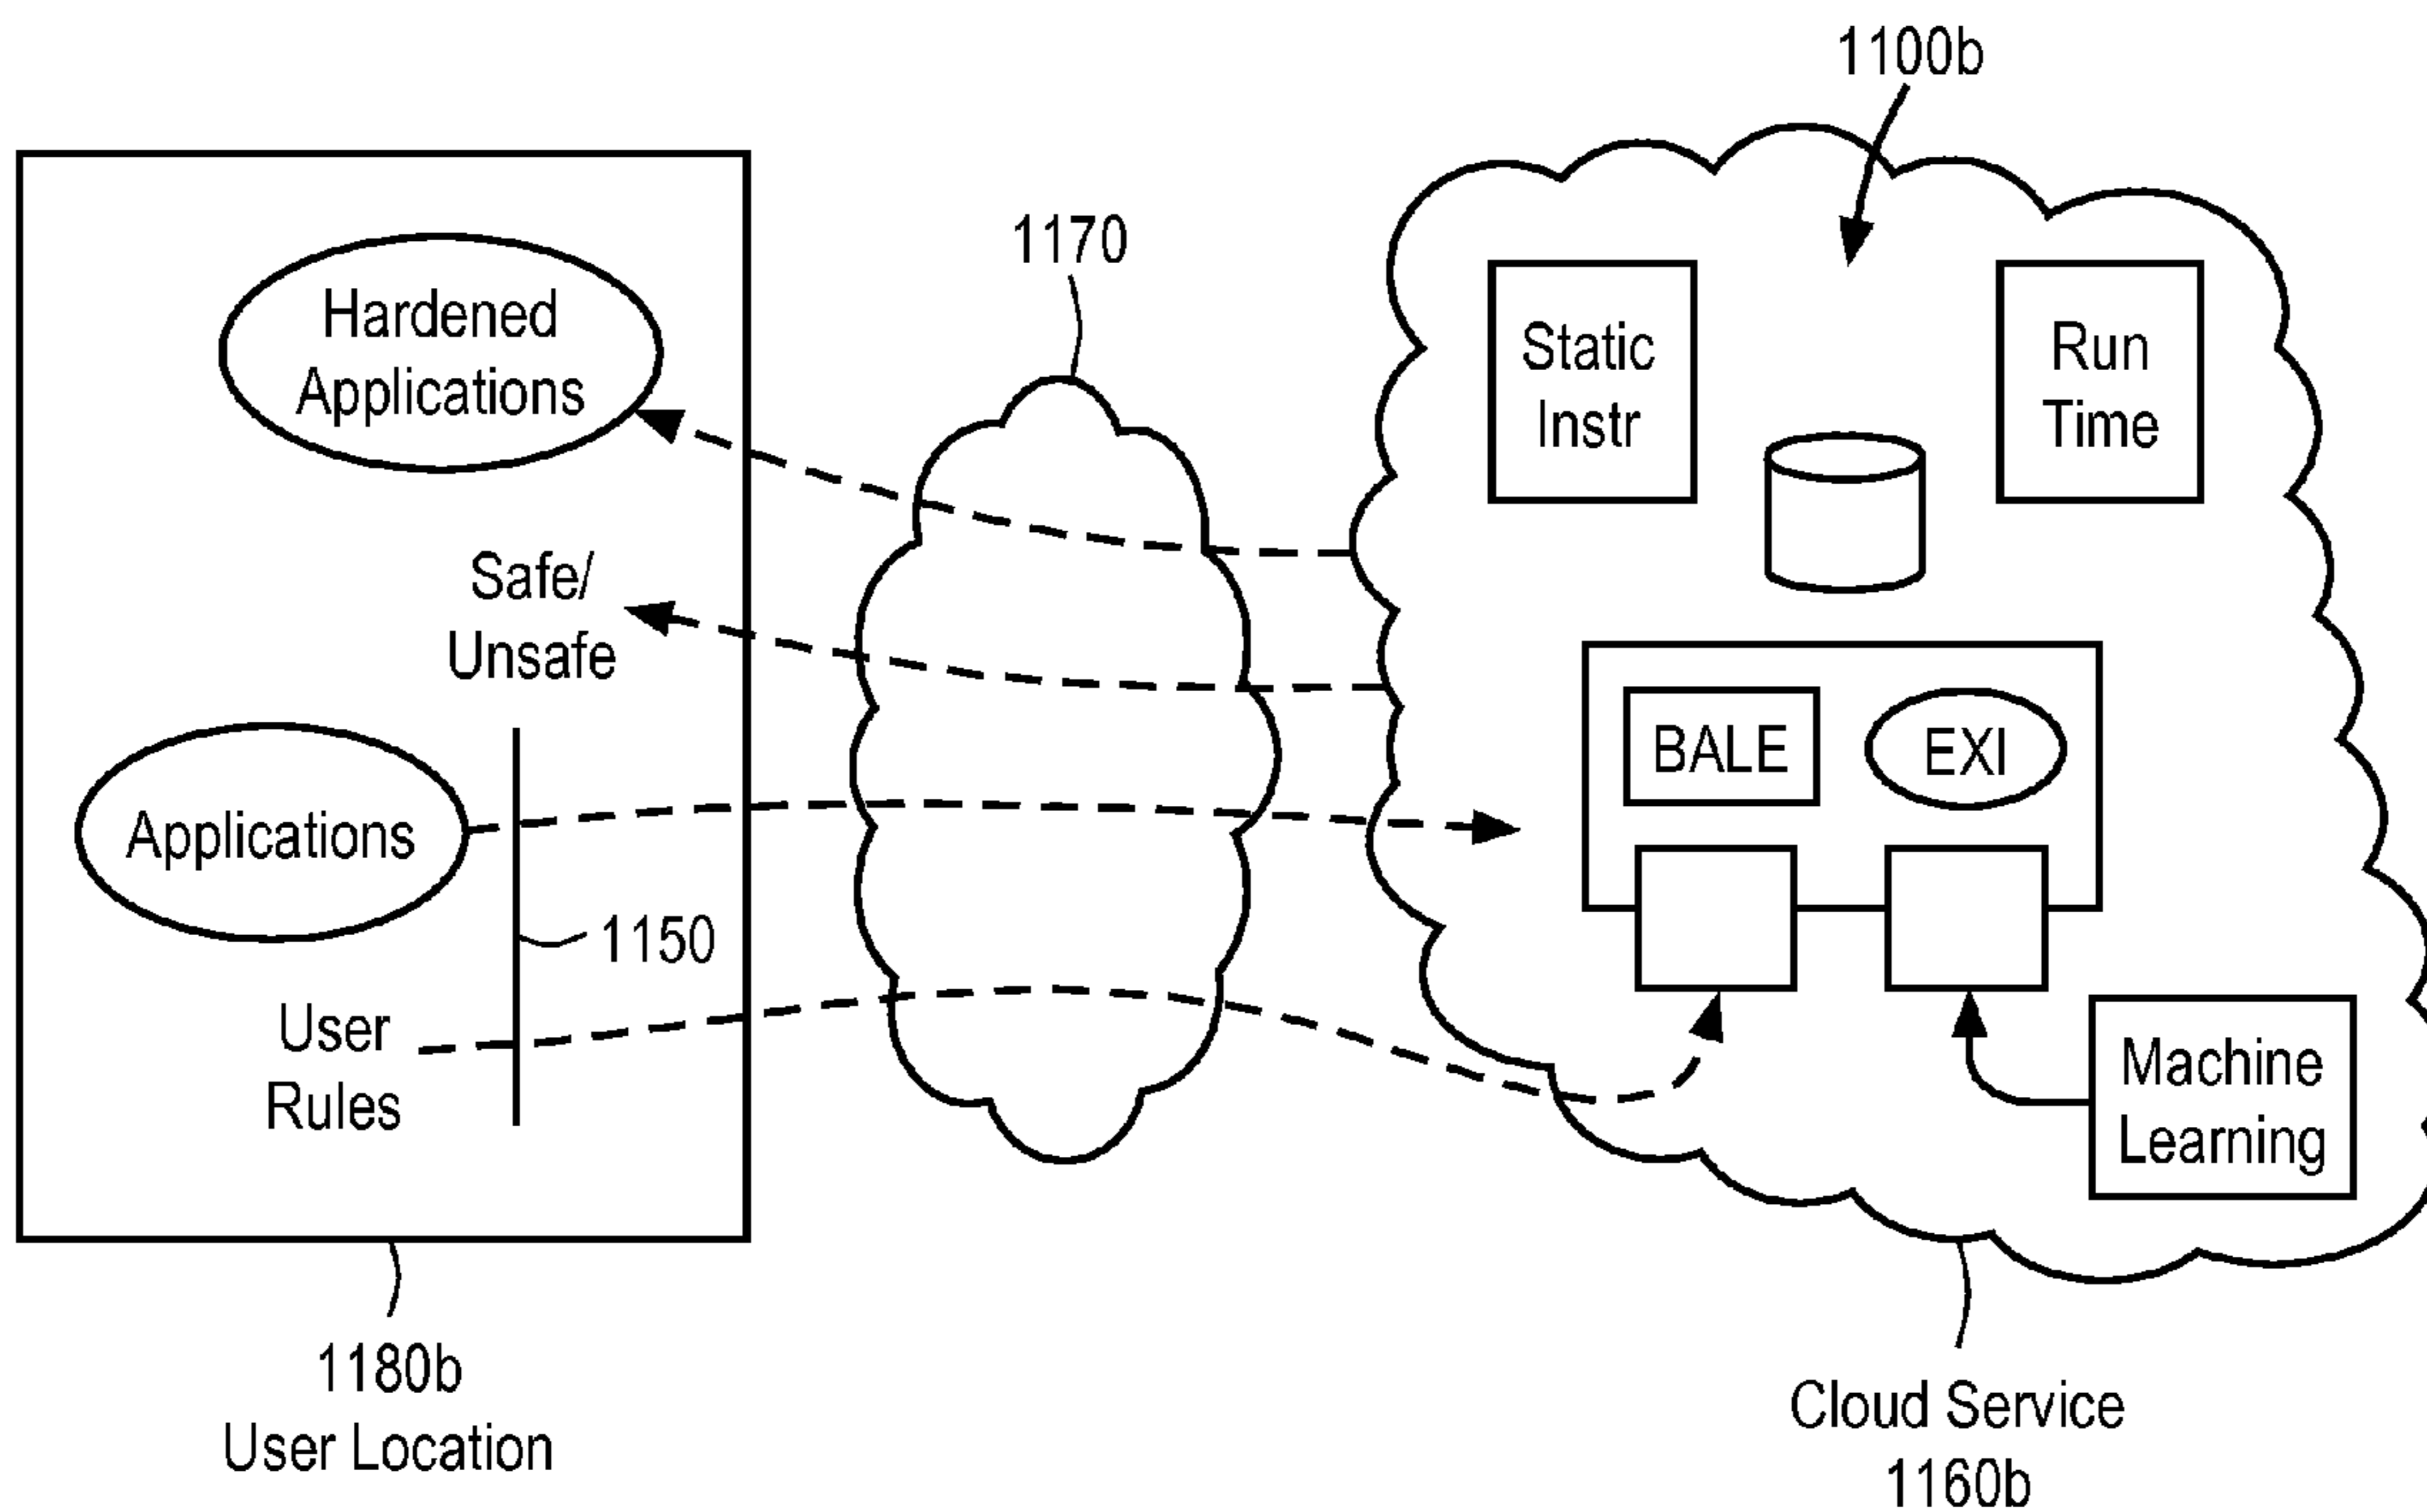 1100b
1170
Hardened
Applications
Static
Instr
Run
Time
Safe/
Unsafe
BALE
EXI
Applications
1150
User
Rules
Machine
Learning
1180b
User Location
Cloud Service
1160b